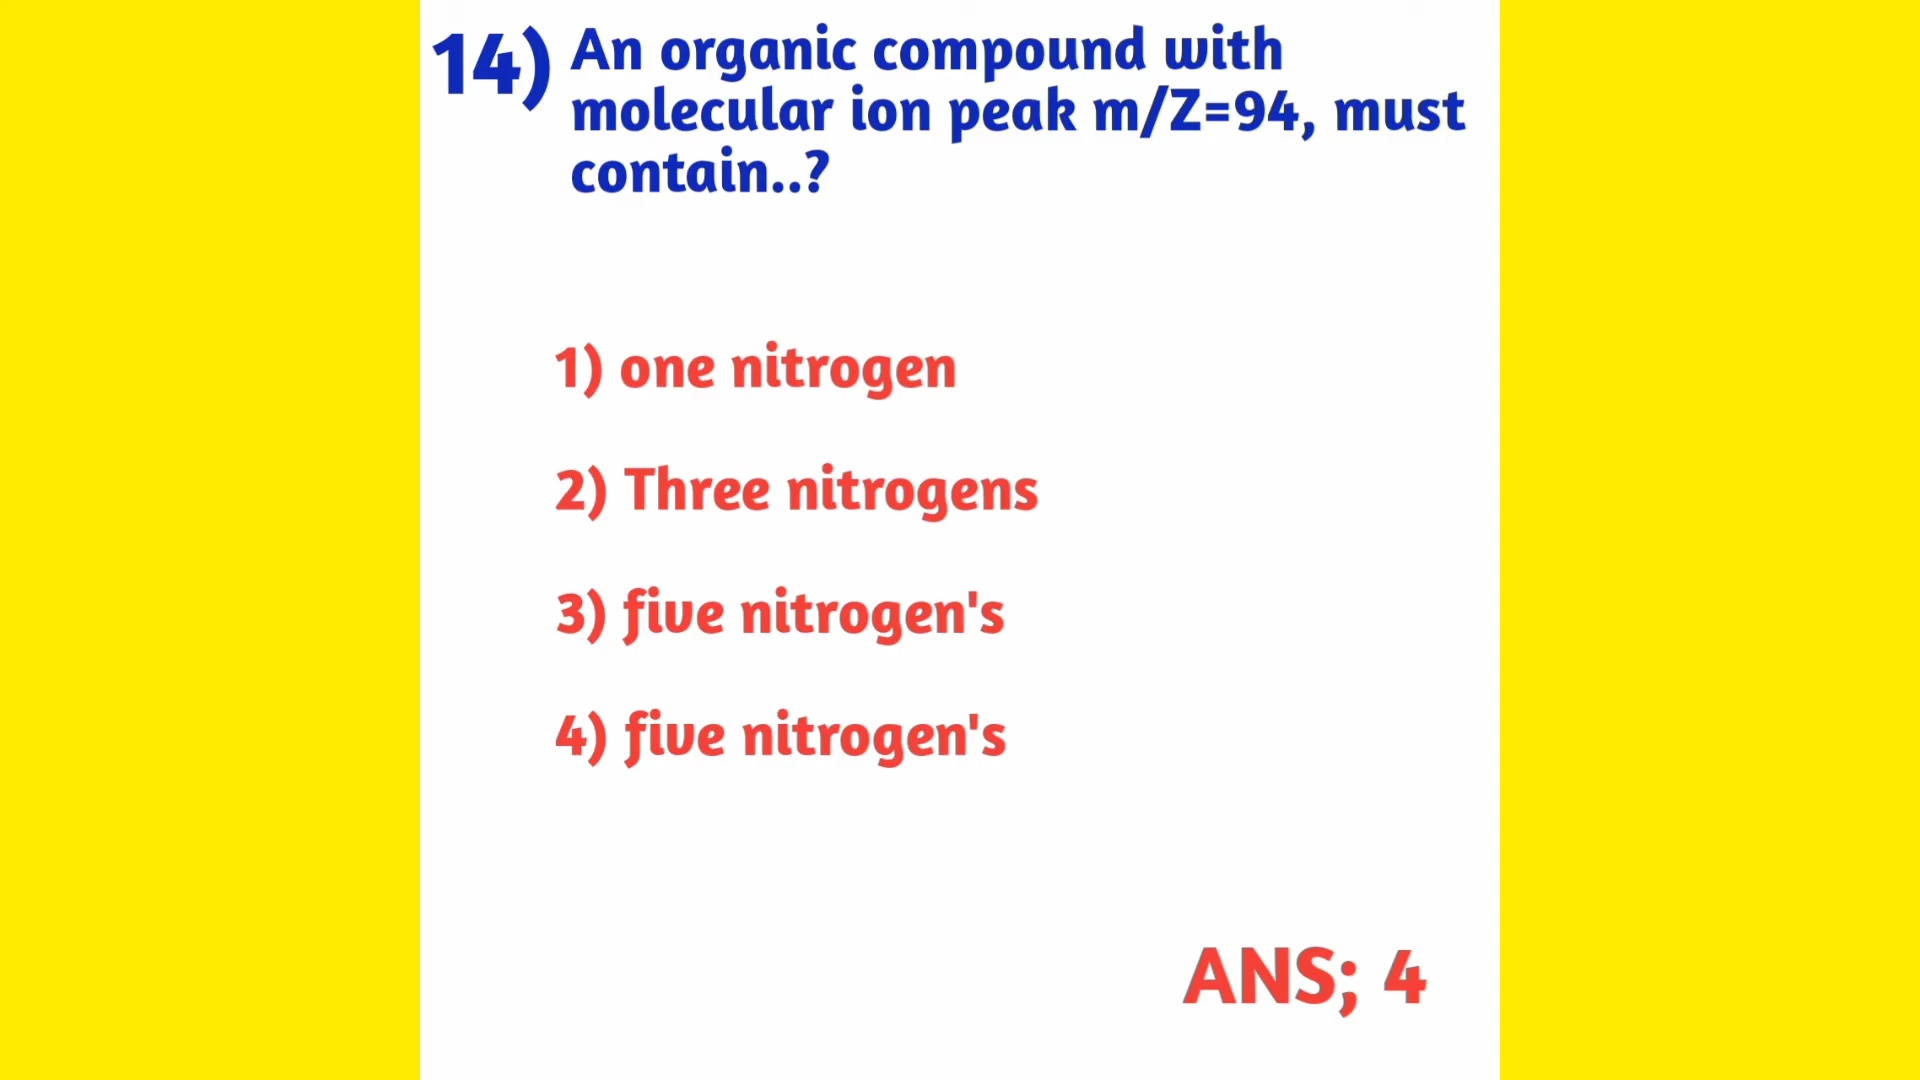 14) An organic compound with
molecular ion peak m/Z=94, must
contain..?
1) one nitrogen
2) Three nitrogens
3) five nitrogen's
4) five nitrogen's
ANS; 4